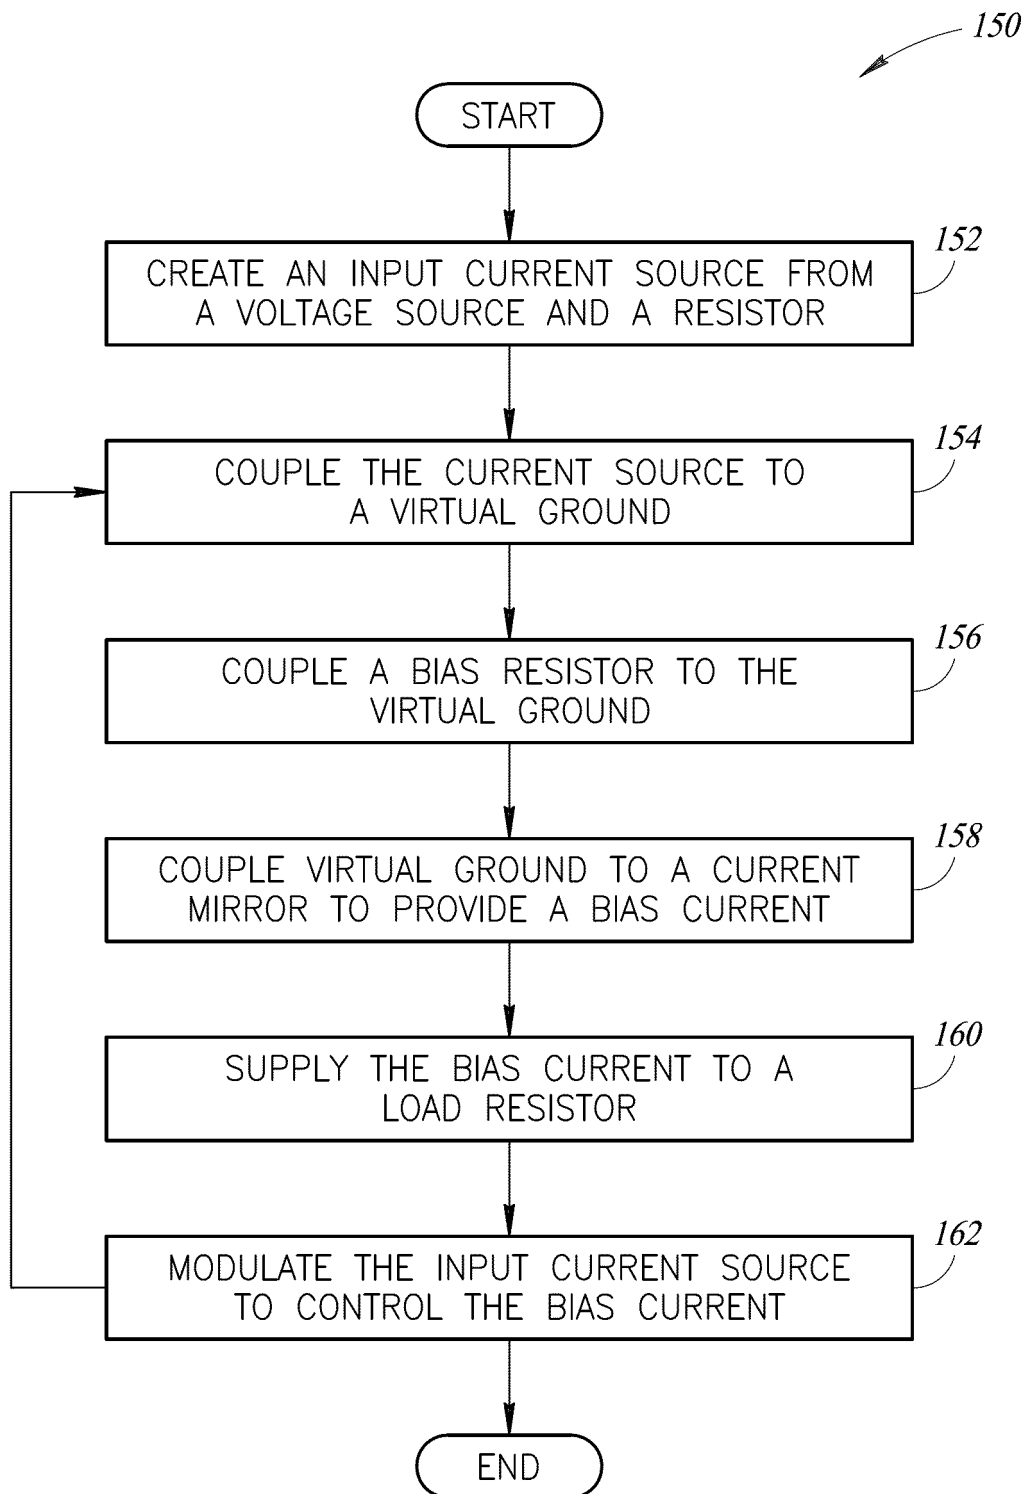 150
START
152
CREATE AN INPUT CURRENT SOURCE FROM
A VOLTAGE SOURCE AND A RESISTOR
154
COUPLE THE CURRENT SOURCE TO
A VIRTUAL GROUND
156
COUPLE A BIAS RESISTOR TO THE
VIRTUAL GROUND
158
COUPLE VIRTUAL GROUND TO A CURRENT
MIRROR TO PROVIDE A BIAS CURRENT
160
SUPPLY THE BIAS CURRENT TO A
LOAD RESISTOR
162
MODULATE THE INPUT CURRENT SOURCE
TO CONTROL THE BIAS CURRENT
END